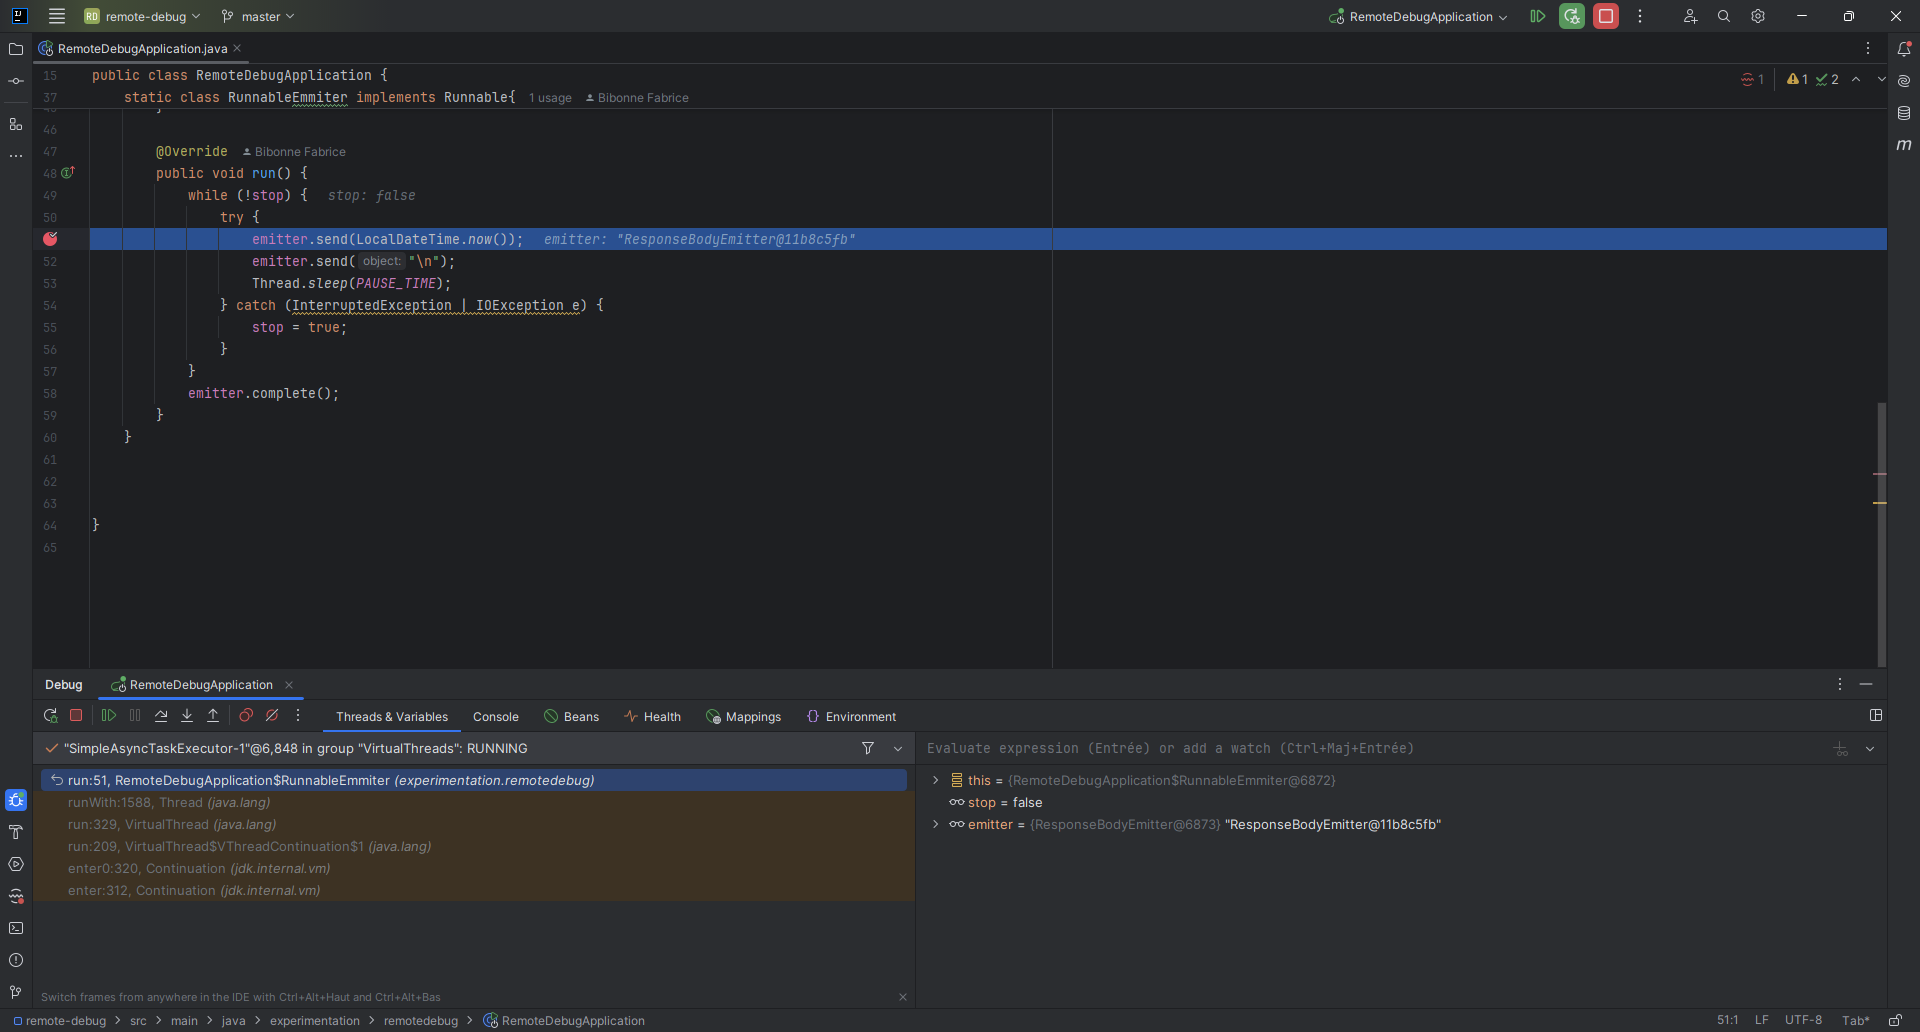 RD remote-debug master RemoteDebugApplication
RemoteDebugApplication.java
15 public class RemoteDebugApplication { 1 1 2
37 static class RunnableEmmiter implements Runnable{ 1 usage Bibonne Fabrice
46
47 @Override Bibonne Fabrice
48 public void run() {
49 while (!stop) { stop: false
50 try {
emitter.send(LocalDateTime.now()); emitter: "ResponseBodyEmitter@11b8c5fb"
52 emitter.send( object: "\n");
53 Thread.sleep(PAUSE_TIME);
54 } catch (InterruptedException | IOException e) {
55 stop = true;
56 }
57 }
58 emitter.complete();
59 }
60 }
61
62
63
64 }
65
Debug RemoteDebugApplication
Threads & Variables Console Beans Health Mappings Environment
"SimpleAsyncTaskExecutor-1"@6,848 in group "VirtualThreads": RUNNING
Evaluate expression (Entrée) or add a watch (Ctrl+Maj+Entrée)
run:51, RemoteDebugApplication$RunnableEmmiter (experimentation.remotedebug)
runWith:1588, Thread (java.lang)
run:329, VirtualThread (java.lang)
run:209, VirtualThread$VThreadContinuation$1 (java.lang)
enter0:320, Continuation (jdk.internal.vm)
enter:312, Continuation (jdk.internal.vm)
this = {RemoteDebugApplication$RunnableEmmiter@6872}
stop = false
emitter = {ResponseBodyEmitter@6873} "ResponseBodyEmitter@11b8c5fb"
Switch frames from anywhere in the IDE with Ctrl+Alt+Haut and Ctrl+Alt+Bas
remote-debug > src > main > java > experimentation > remotedebug > RemoteDebugApplication 51:1 LF UTF-8 Tab*